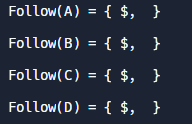 Follow(A) = { $,  }
Follow(B) = { $,  }
Follow(C) = { $,  }
Follow(D) = { $,  }